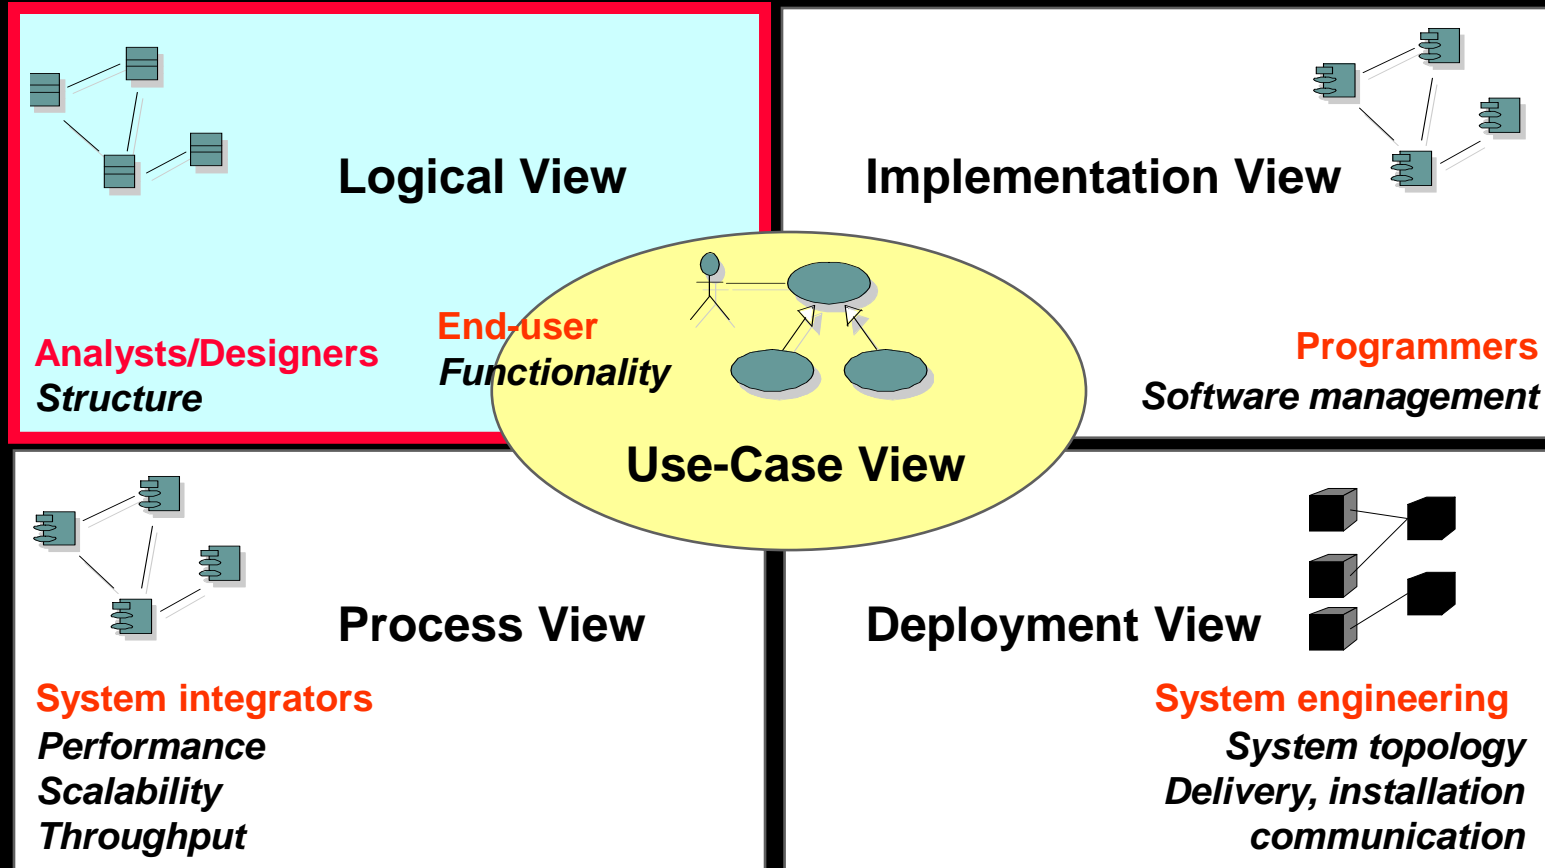 Logical View
Analysts/Designers
Structure
Implementation View
Programmers
Software management
End-user
Functionality
Use-Case View
Process View
System integrators
Performance
Scalability
Throughput
Deployment View
System engineering
System topology
Delivery, installation
communication